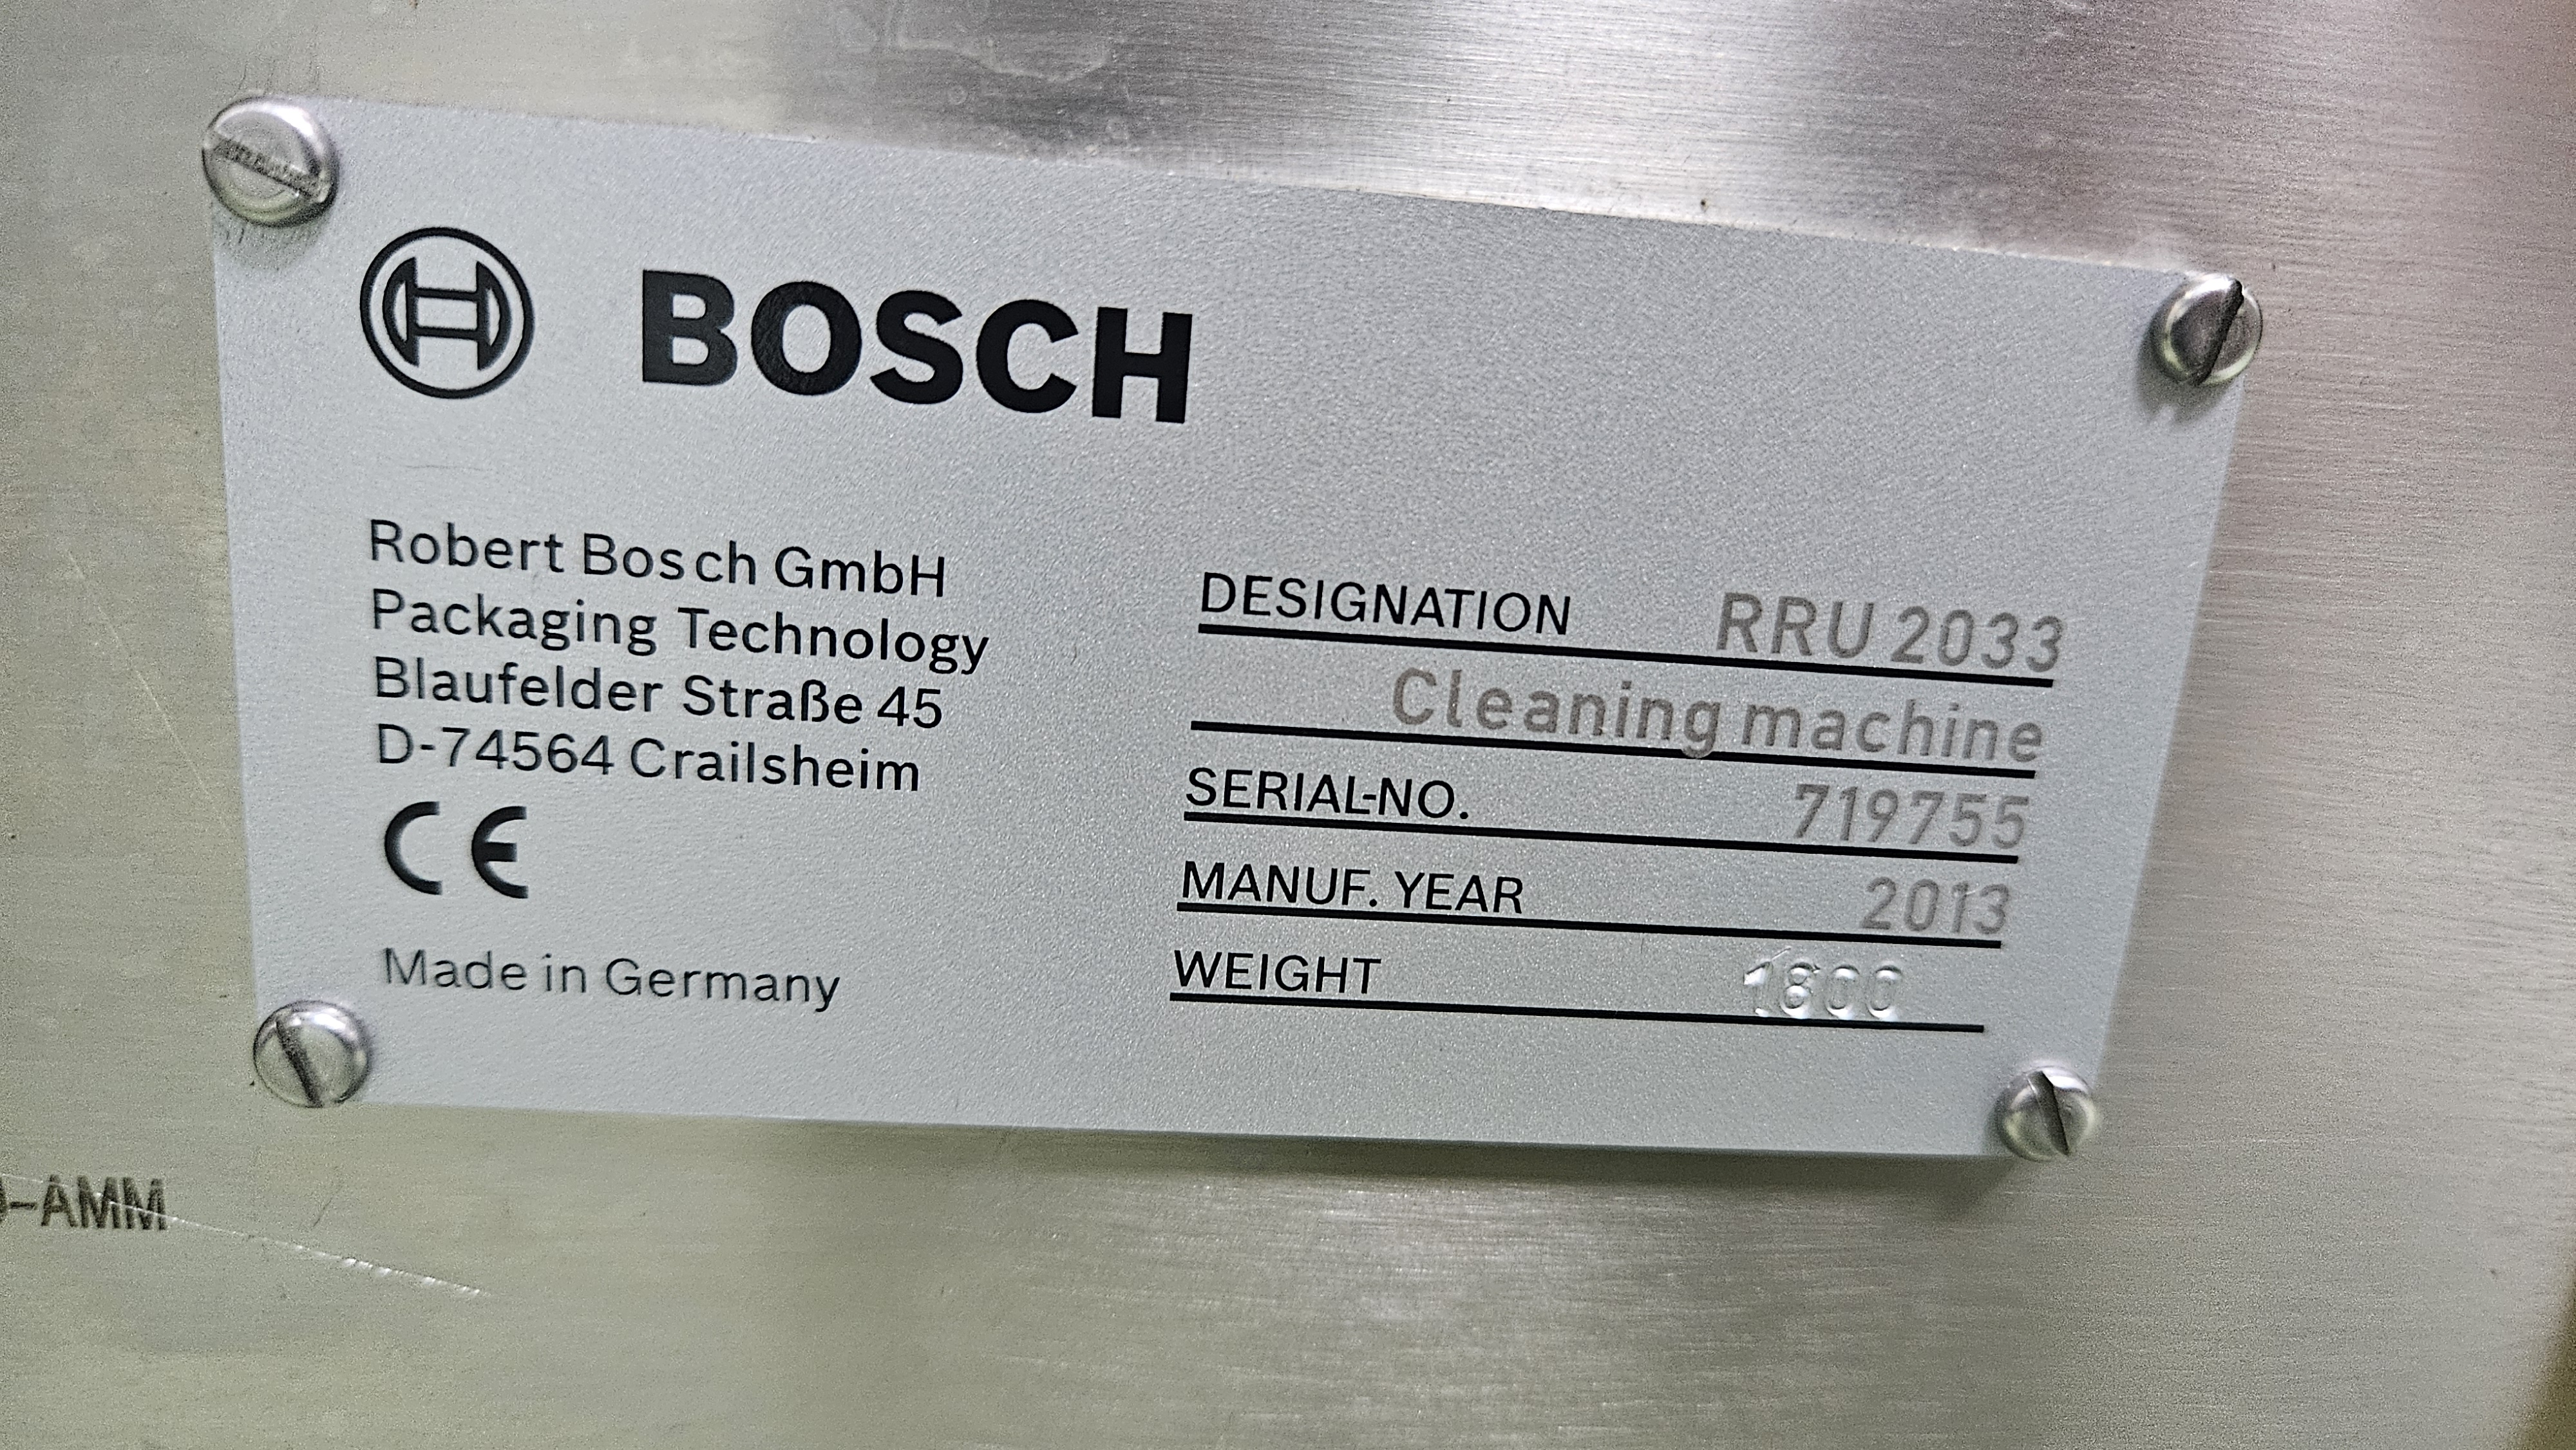 BOSCH
Robert Bosch GmbH
Packaging Technology
Blaufelder Straße 45
D-74564 Crailsheim
CE
Made in Germany
DESIGNATION RRU 2033
Cleaning machine
SERIAL-NO. 719755
MANUF. YEAR 2013
WEIGHT 1800
-AMM